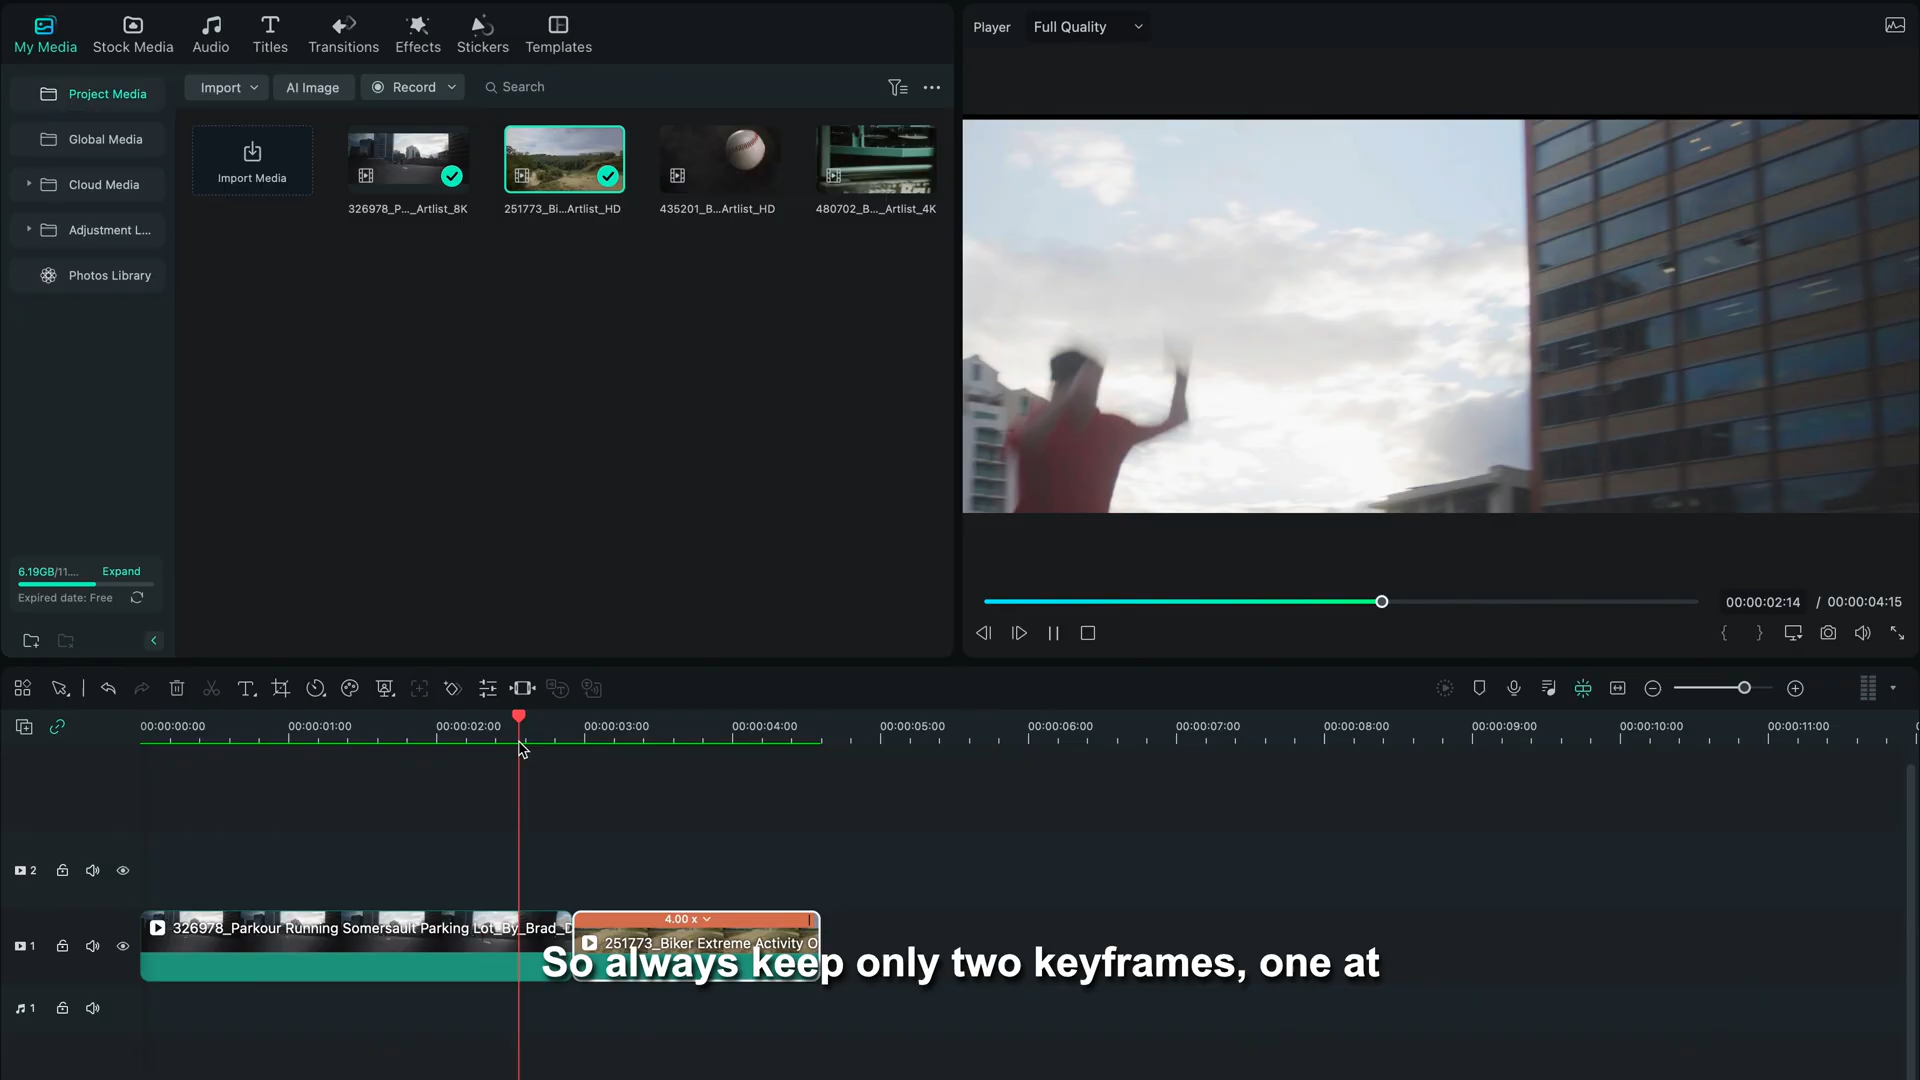 My Media
Stock Media
Audio
Titles
Transitions
Effects
Stickers
Templates
Player
Full Quality
Project Media
Global Media
Cloud Media
Adjustment L...
Photos Library
Import
AI Image
Record
Search
Import Media
326978_P..._Artlist_8K
251773_Bi...Artlist_HD
435201_B...Artlist_HD
480702_B..._Artlist_4K
6.19GB/11....
Expand
Expired date: Free
00:00:02:14 / 00:00:04:15
00:00:00:00
00:00:01:00
00:00:02:00
00:00:03:00
00:00:04:00
00:00:05:00
00:00:06:00
00:00:07:00
00:00:08:00
00:00:09:00
00:00:10:00
00:00:11:00
2
4.00 x
326978_Parkour Running Somersault Parking Lot_By_Brad_D
251773_Biker Extreme Activity O
1
So always keep only two keyframes, one at
1